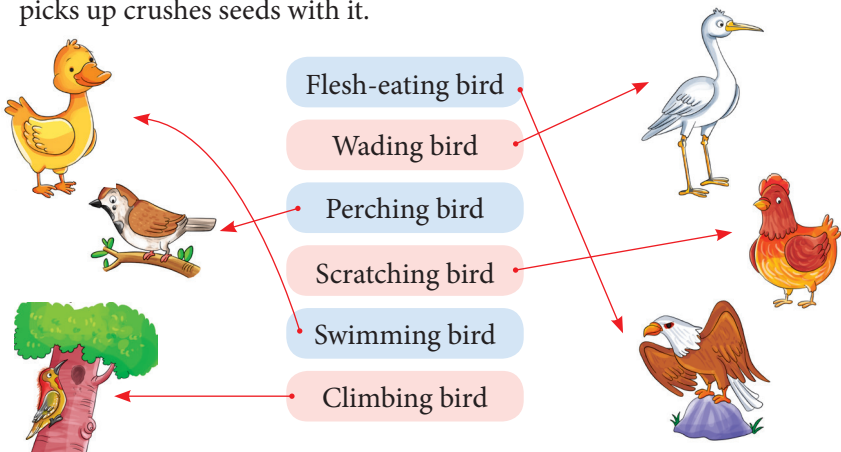 picks up crushes seeds with it.
Flesh-eating bird
Wading bird
Perching bird
Scratching bird
Swimming bird
Climbing bird